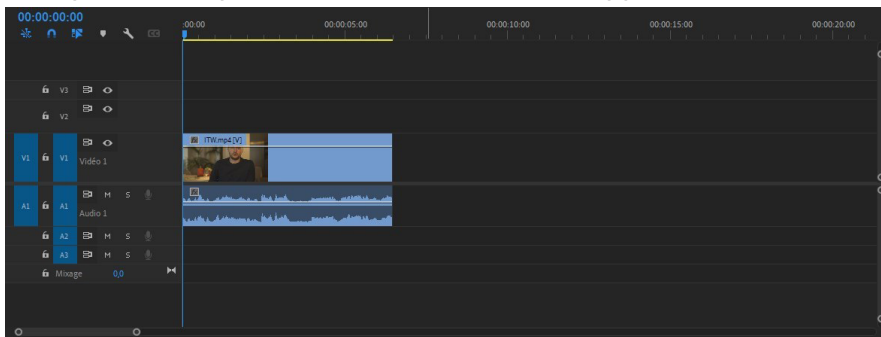 00:00:00:00
:00:00 00:00:05:00 00:00:10:00 00:00:15:00 00:00:20:00
V3
V2
fx ITW.mp4 [V]
V1 V1 Vidéo 1
A1 A1 M S
Audio 1
A2 M S
A3 M S
Mixage 0,0